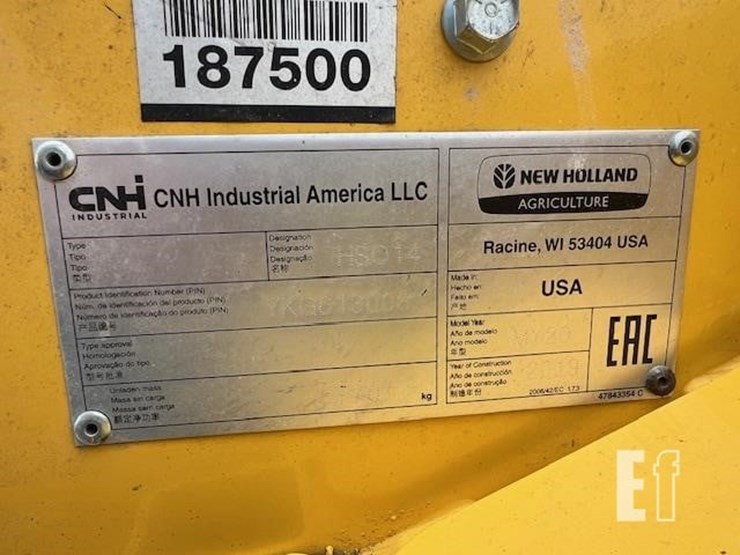 187500
CNH
INDUSTRIAL
CNH Industrial America LLC
Type
Tipo
Tipo
型号
Designation
Designación
Designação
名称
HSO14
Product Identification Number (PIN)
Núm. de identificación del producto (PIN)
Número de identificação do produto (PIN)
产品编号
Type approval
Homologación
Aprovação do tipo
型号批准
Unladen mass
Masa sin carga
Massa sem carga
额定净功率
kg
NEW HOLLAND
AGRICULTURE
Racine, WI 53404 USA
Made in:
Hecho en:
Feito em:
产地
USA
Model Year
Año de modelo
Ano do modelo
年型
Year of Construction
Año de construcción
Ano de construção
制造年份
2006/42/EC 1.7.3
EAC
47843354 C
Ef